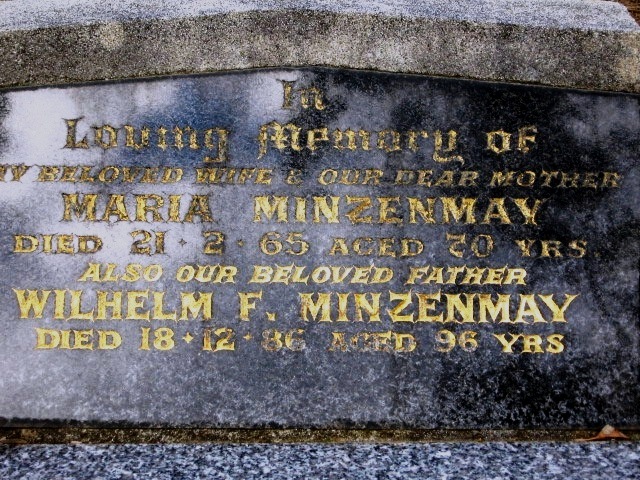 In
Loving Memory of
MY BELOVED WIFE & OUR DEAR MOTHER
MARIA MINZENMAY
DIED 21·2·65 AGED 70 YRS
ALSO OUR BELOVED FATHER
WILHELM F. MINZENMAY
DIED 18·12·86 AGED 96 YRS